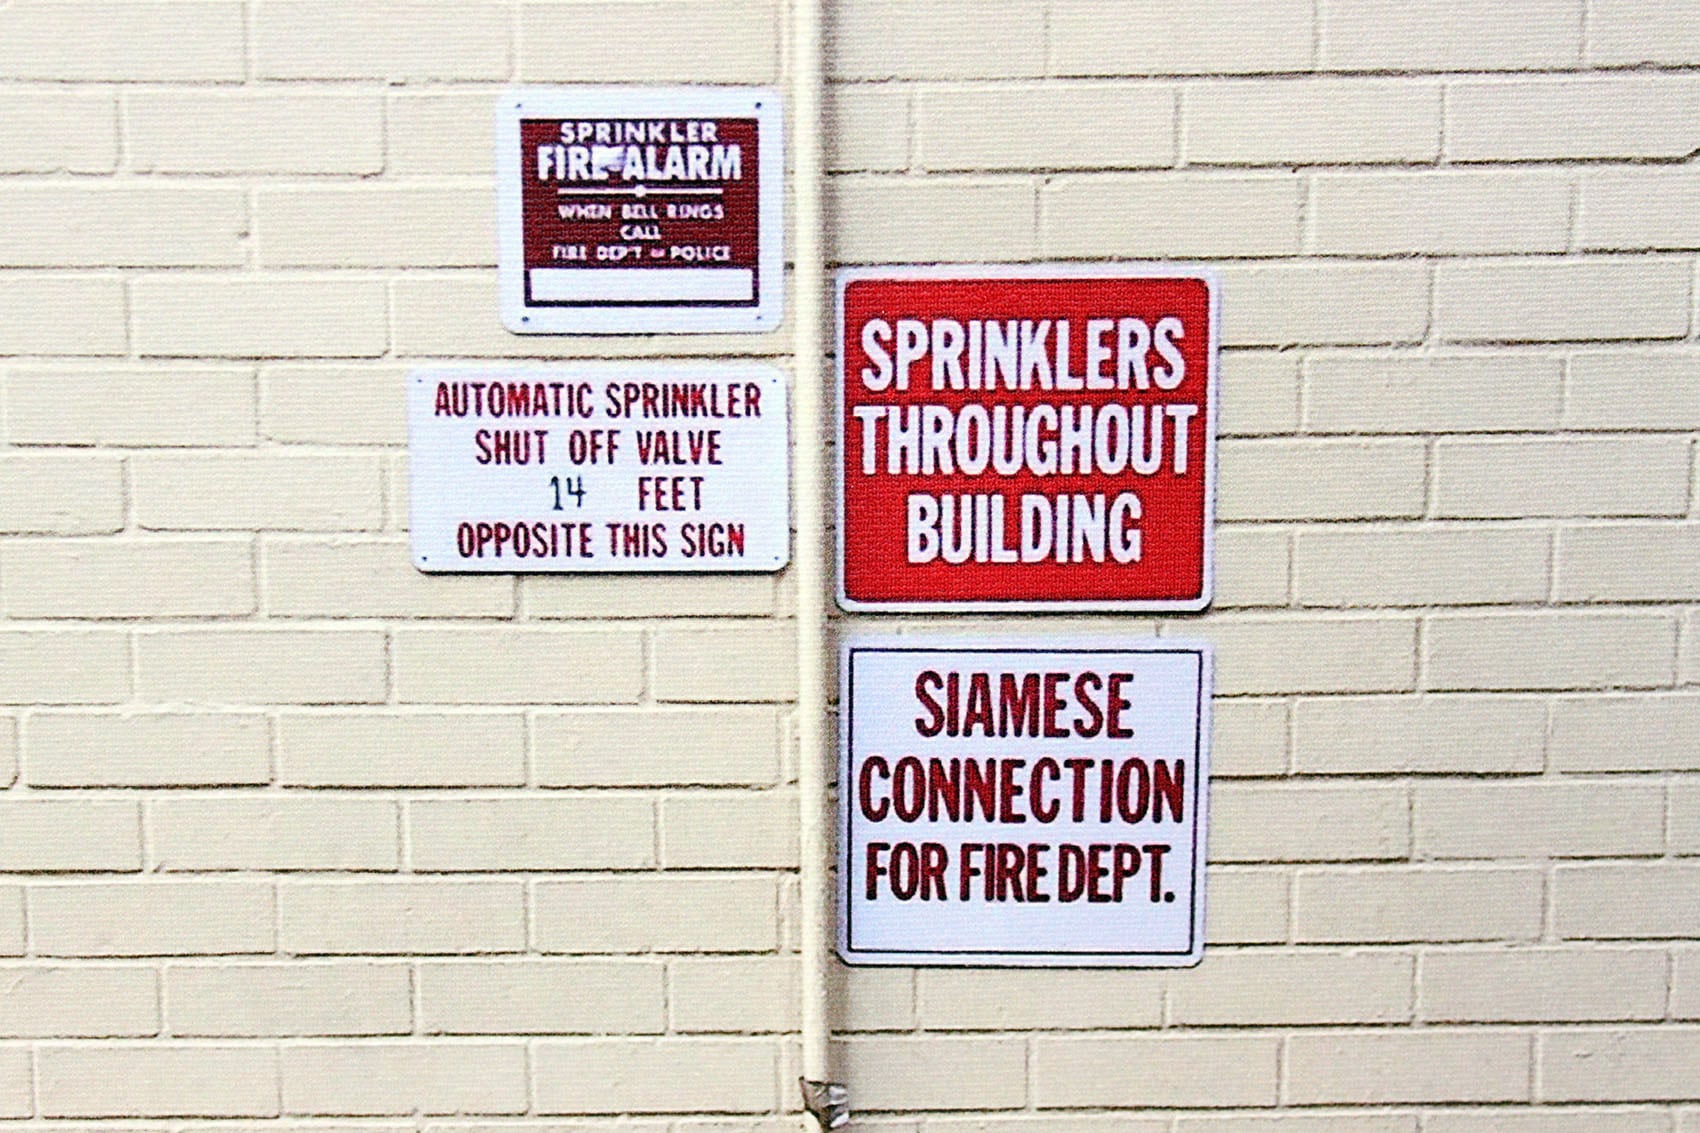 SPRINKLER
FIRE ALARM
WHEN BELL RINGS
CALL
FIRE DEP'T or POLICE
AUTOMATIC SPRINKLER
SHUT OFF VALVE
14 FEET
OPPOSITE THIS SIGN
SPRINKLERS
THROUGHOUT
BUILDING
SIAMESE
CONNECTION
FOR FIRE DEPT.